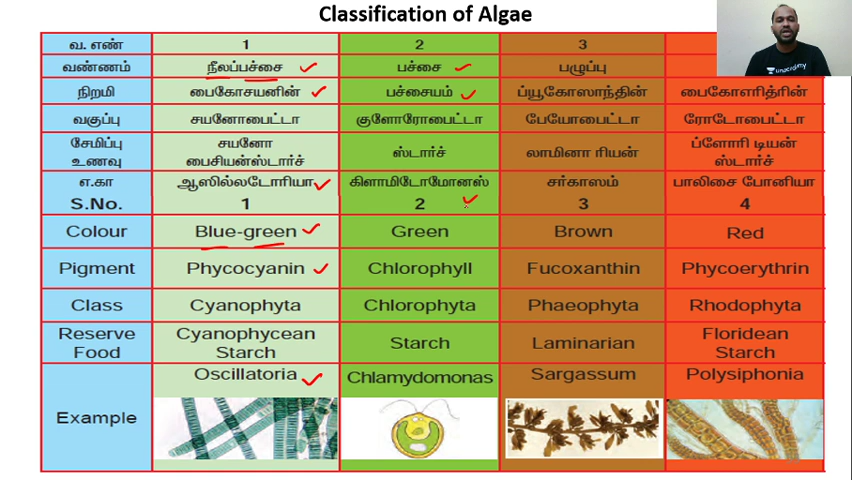 Classification of Algae
வ. எண் 1 2 3
வண்ணம் நீலப்பச்சை பச்சை பழுப்பு
நிறமி பைகோசயனின் பச்சையம் ப்யூகோஸாந்தின் பைகோஎரித்ரின்
வகுப்பு சயனோபைட்டா குளோரோபைட்டா பேயோபைட்டா ரோடோபைட்டா
சேமிப்பு உணவு சயனோ பைசியன்ஸ்டார்ச் ஸ்டார்ச் லாமினா ரியன் ப்ளோரி டியன் ஸ்டார்ச்
எ.கா ஆஸில்லடோரியா கிளாமிடோமோனஸ் சர்காஸம் பாலிசை போனியா
S.No. 1 2 3 4
Colour Blue-green Green Brown Red
Pigment Phycocyanin Chlorophyll Fucoxanthin Phycoerythrin
Class Cyanophyta Chlorophyta Phaeophyta Rhodophyta
Reserve Food Cyanophycean Starch Starch Laminarian Floridean Starch
Example Oscillatoria Chlamydomonas Sargassum Polysiphonia
unacademy